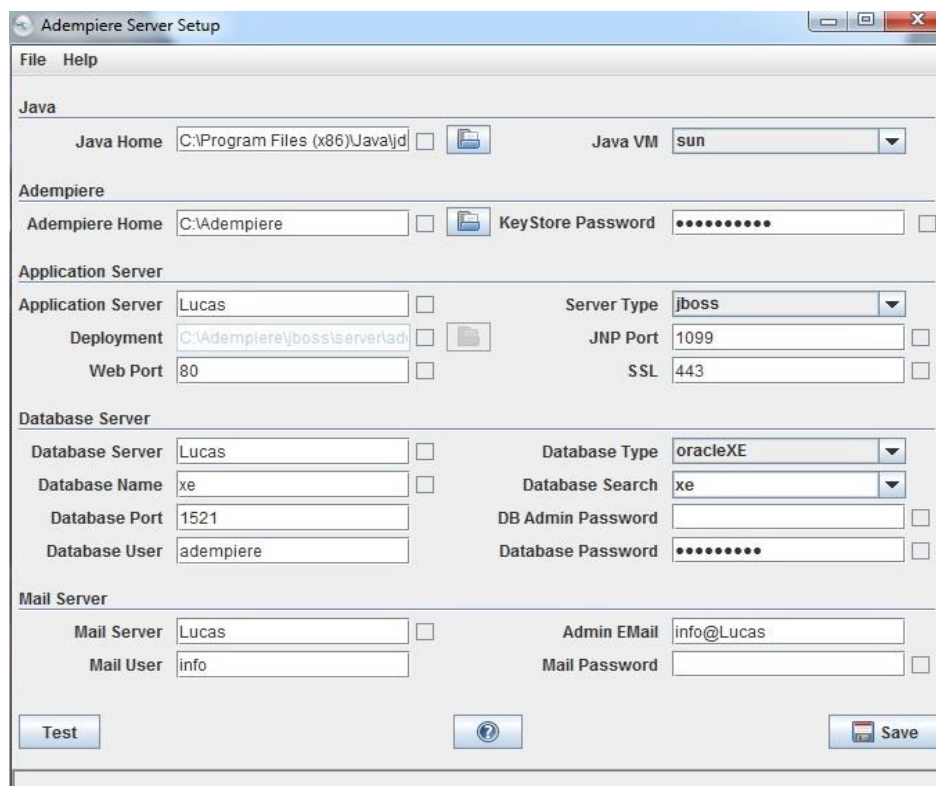 Adempiere Server Setup
File Help
Java
Java Home C:\Program Files (x86)\Java\jd Java VM sun
Adempiere
Adempiere Home C:\Adempiere KeyStore Password ••••••••••
Application Server
Application Server Lucas Server Type jboss
Deployment C:\Adempiere\jboss\server\ad JNP Port 1099
Web Port 80 SSL 443
Database Server
Database Server Lucas Database Type oracleXE
Database Name xe Database Search xe
Database Port 1521 DB Admin Password
Database User adempiere Database Password •••••••••
Mail Server
Mail Server Lucas Admin EMail info@Lucas
Mail User info Mail Password
Test ? Save